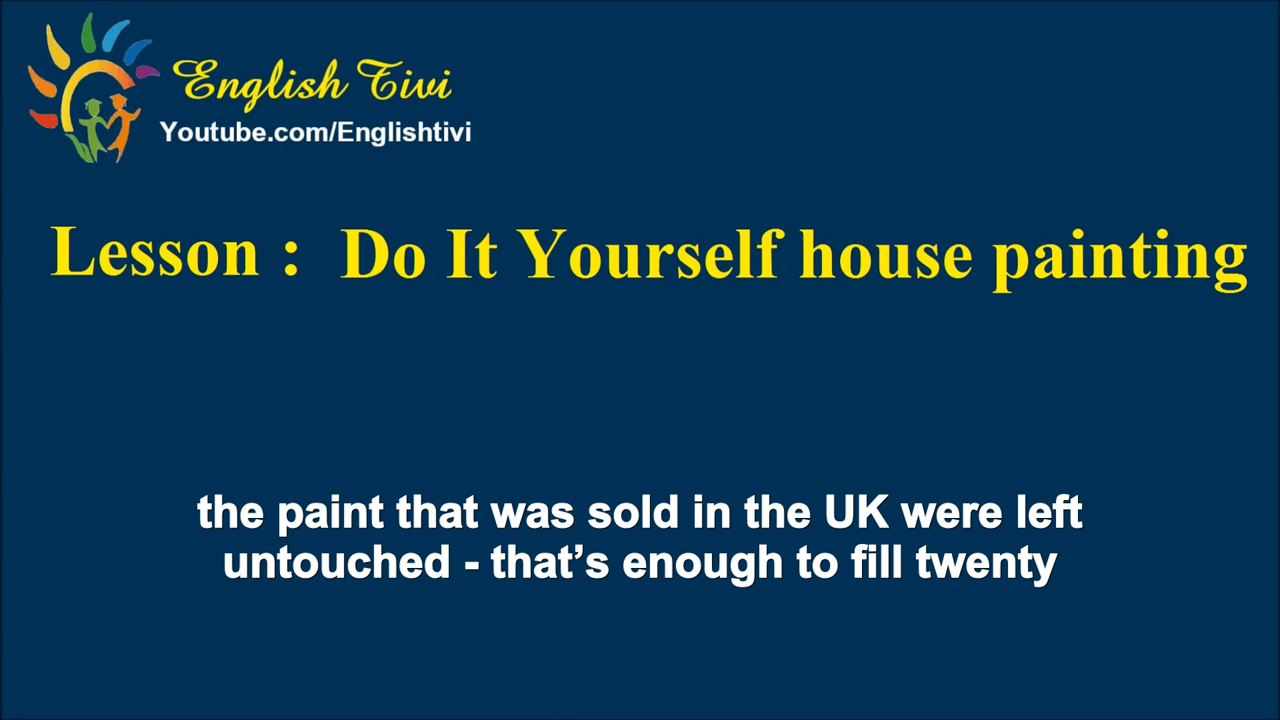 English Tivi
Youtube.com/Englishtivi
Lesson : Do It Yourself house painting
the paint that was sold in the UK were left
untouched - that’s enough to fill twenty